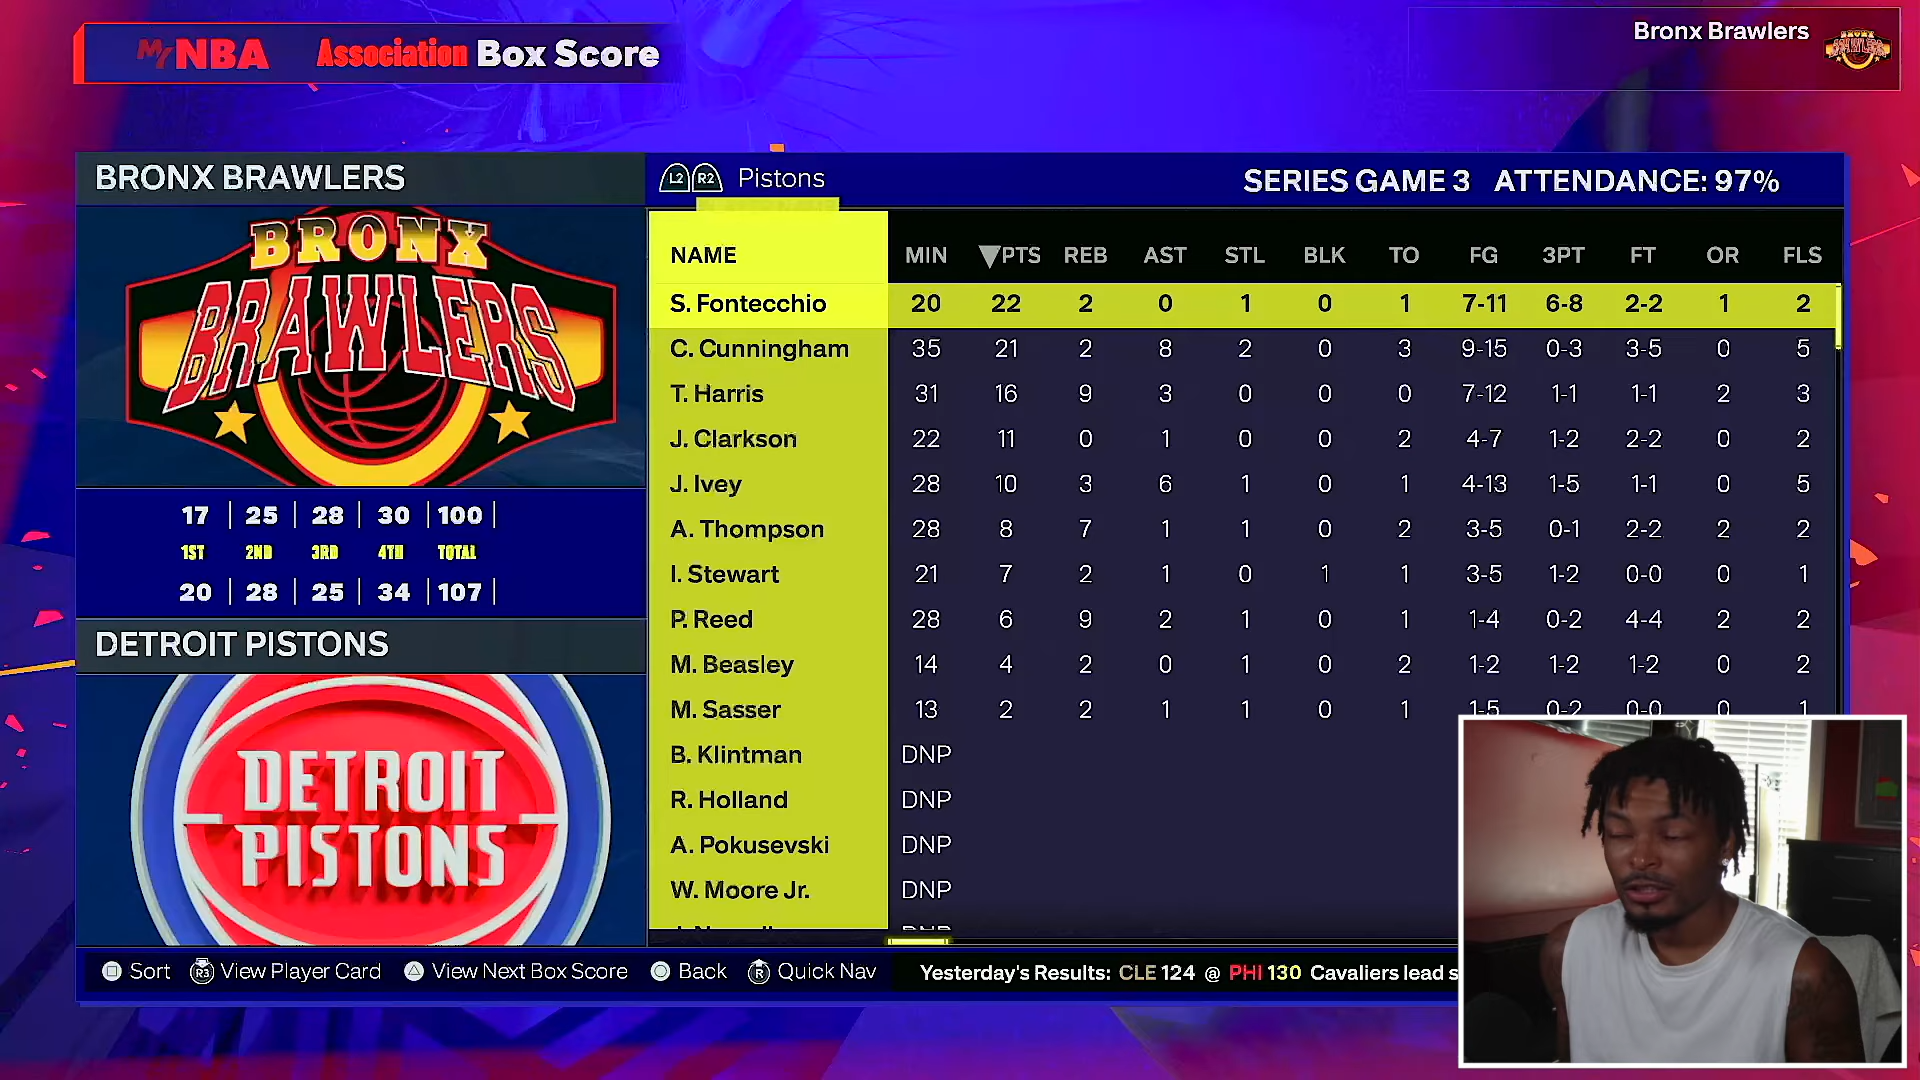 MyNBA Association Box Score
Bronx Brawlers
BRONX BRAWLERS
BRONX
BRAWLERS
17 25 28 30 100
1ST 2ND 3RD 4TH TOTAL
20 28 25 34 107
DETROIT PISTONS
DETROIT
PISTONS
L2 R2 Pistons
SERIES GAME 3 ATTENDANCE: 97%
NAME MIN PTS REB AST STL BLK TO FG 3PT FT OR FLS
S. Fontecchio 20 22 2 0 1 0 1 7-11 6-8 2-2 1 2
C. Cunningham 35 21 2 8 2 0 3 9-15 0-3 3-5 0 5
T. Harris 31 16 9 3 0 0 0 7-12 1-1 1-1 2 3
J. Clarkson 22 11 0 1 0 0 2 4-7 1-2 2-2 0 2
J. Ivey 28 10 3 6 1 0 1 4-13 1-5 1-1 0 5
A. Thompson 28 8 7 1 1 0 2 3-5 0-1 2-2 2 2
I. Stewart 21 7 2 1 0 1 1 3-5 1-2 0-0 0 1
P. Reed 28 6 9 2 1 0 1 1-4 0-2 4-4 2 2
M. Beasley 14 4 2 0 1 0 2 1-2 1-2 1-2 0 2
M. Sasser 13 2 2 1 1 0 1 1-5 0-2 0-0 0 1
B. Klintman DNP
R. Holland DNP
A. Pokusevski DNP
W. Moore Jr. DNP
Sort R3 View Player Card View Next Box Score Back R Quick Nav
Yesterday's Results: CLE 124 @ PHI 130 Cavaliers lead s